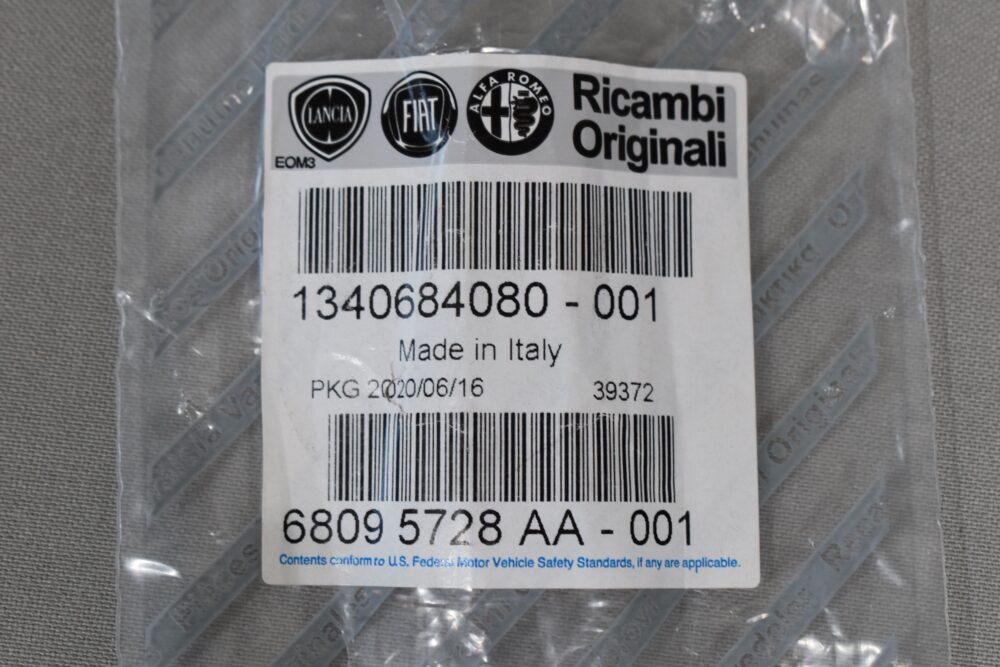 LANCIA
FIAT
ALFA ROMEO
Ricambi
Originali
EOM3
1340684080 - 001
Made in Italy
PKG 2020/06/16 39372
6809 5728 AA - 001
Contents conform to U.S. Federal Motor Vehicle Safety Standards, if any are applicable.